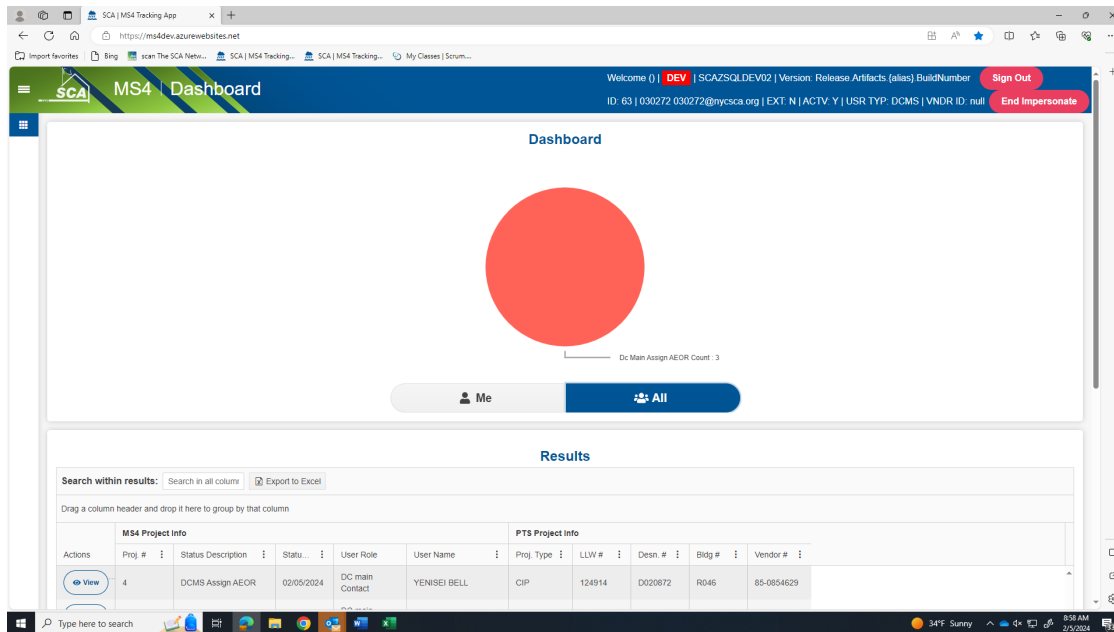 SCA | MS4 Tracking App
https://ms4dev.azurewebsites.net
Import favorites
Bing
scan The SCA Netw...
SCA | MS4 Tracking...
SCA | MS4 Tracking...
My Classes | Scrum....
SCA
MS4 | Dashboard
Welcome () | DEV | SCAZSQLDEV02 | Version: Release.Artifacts.{alias}.BuildNumber
Sign Out
ID: 63 | 030272 030272@nycsca.org | EXT: N | ACTV: Y | USR TYP: DCMS | VNDR ID: null
End Impersonate
Dashboard
Dc Main Assign AEOR Count : 3
Me
All
Results
Search within results:
Search in all column
Export to Excel
Drag a column header and drop it here to group by that column
MS4 Project Info
PTS Project Info
Actions
Proj. #
Status Description
Statu...
User Role
User Name
Proj. Type
LLW #
Desn. #
Bldg #
Vendor #
View
4
DCMS Assign AEOR
02/05/2024
DC main
Contact
YENISEI BELL
CIP
124914
D020872
R046
85-0854629
Type here to search
34°F Sunny
8:58 AM
2/5/2024